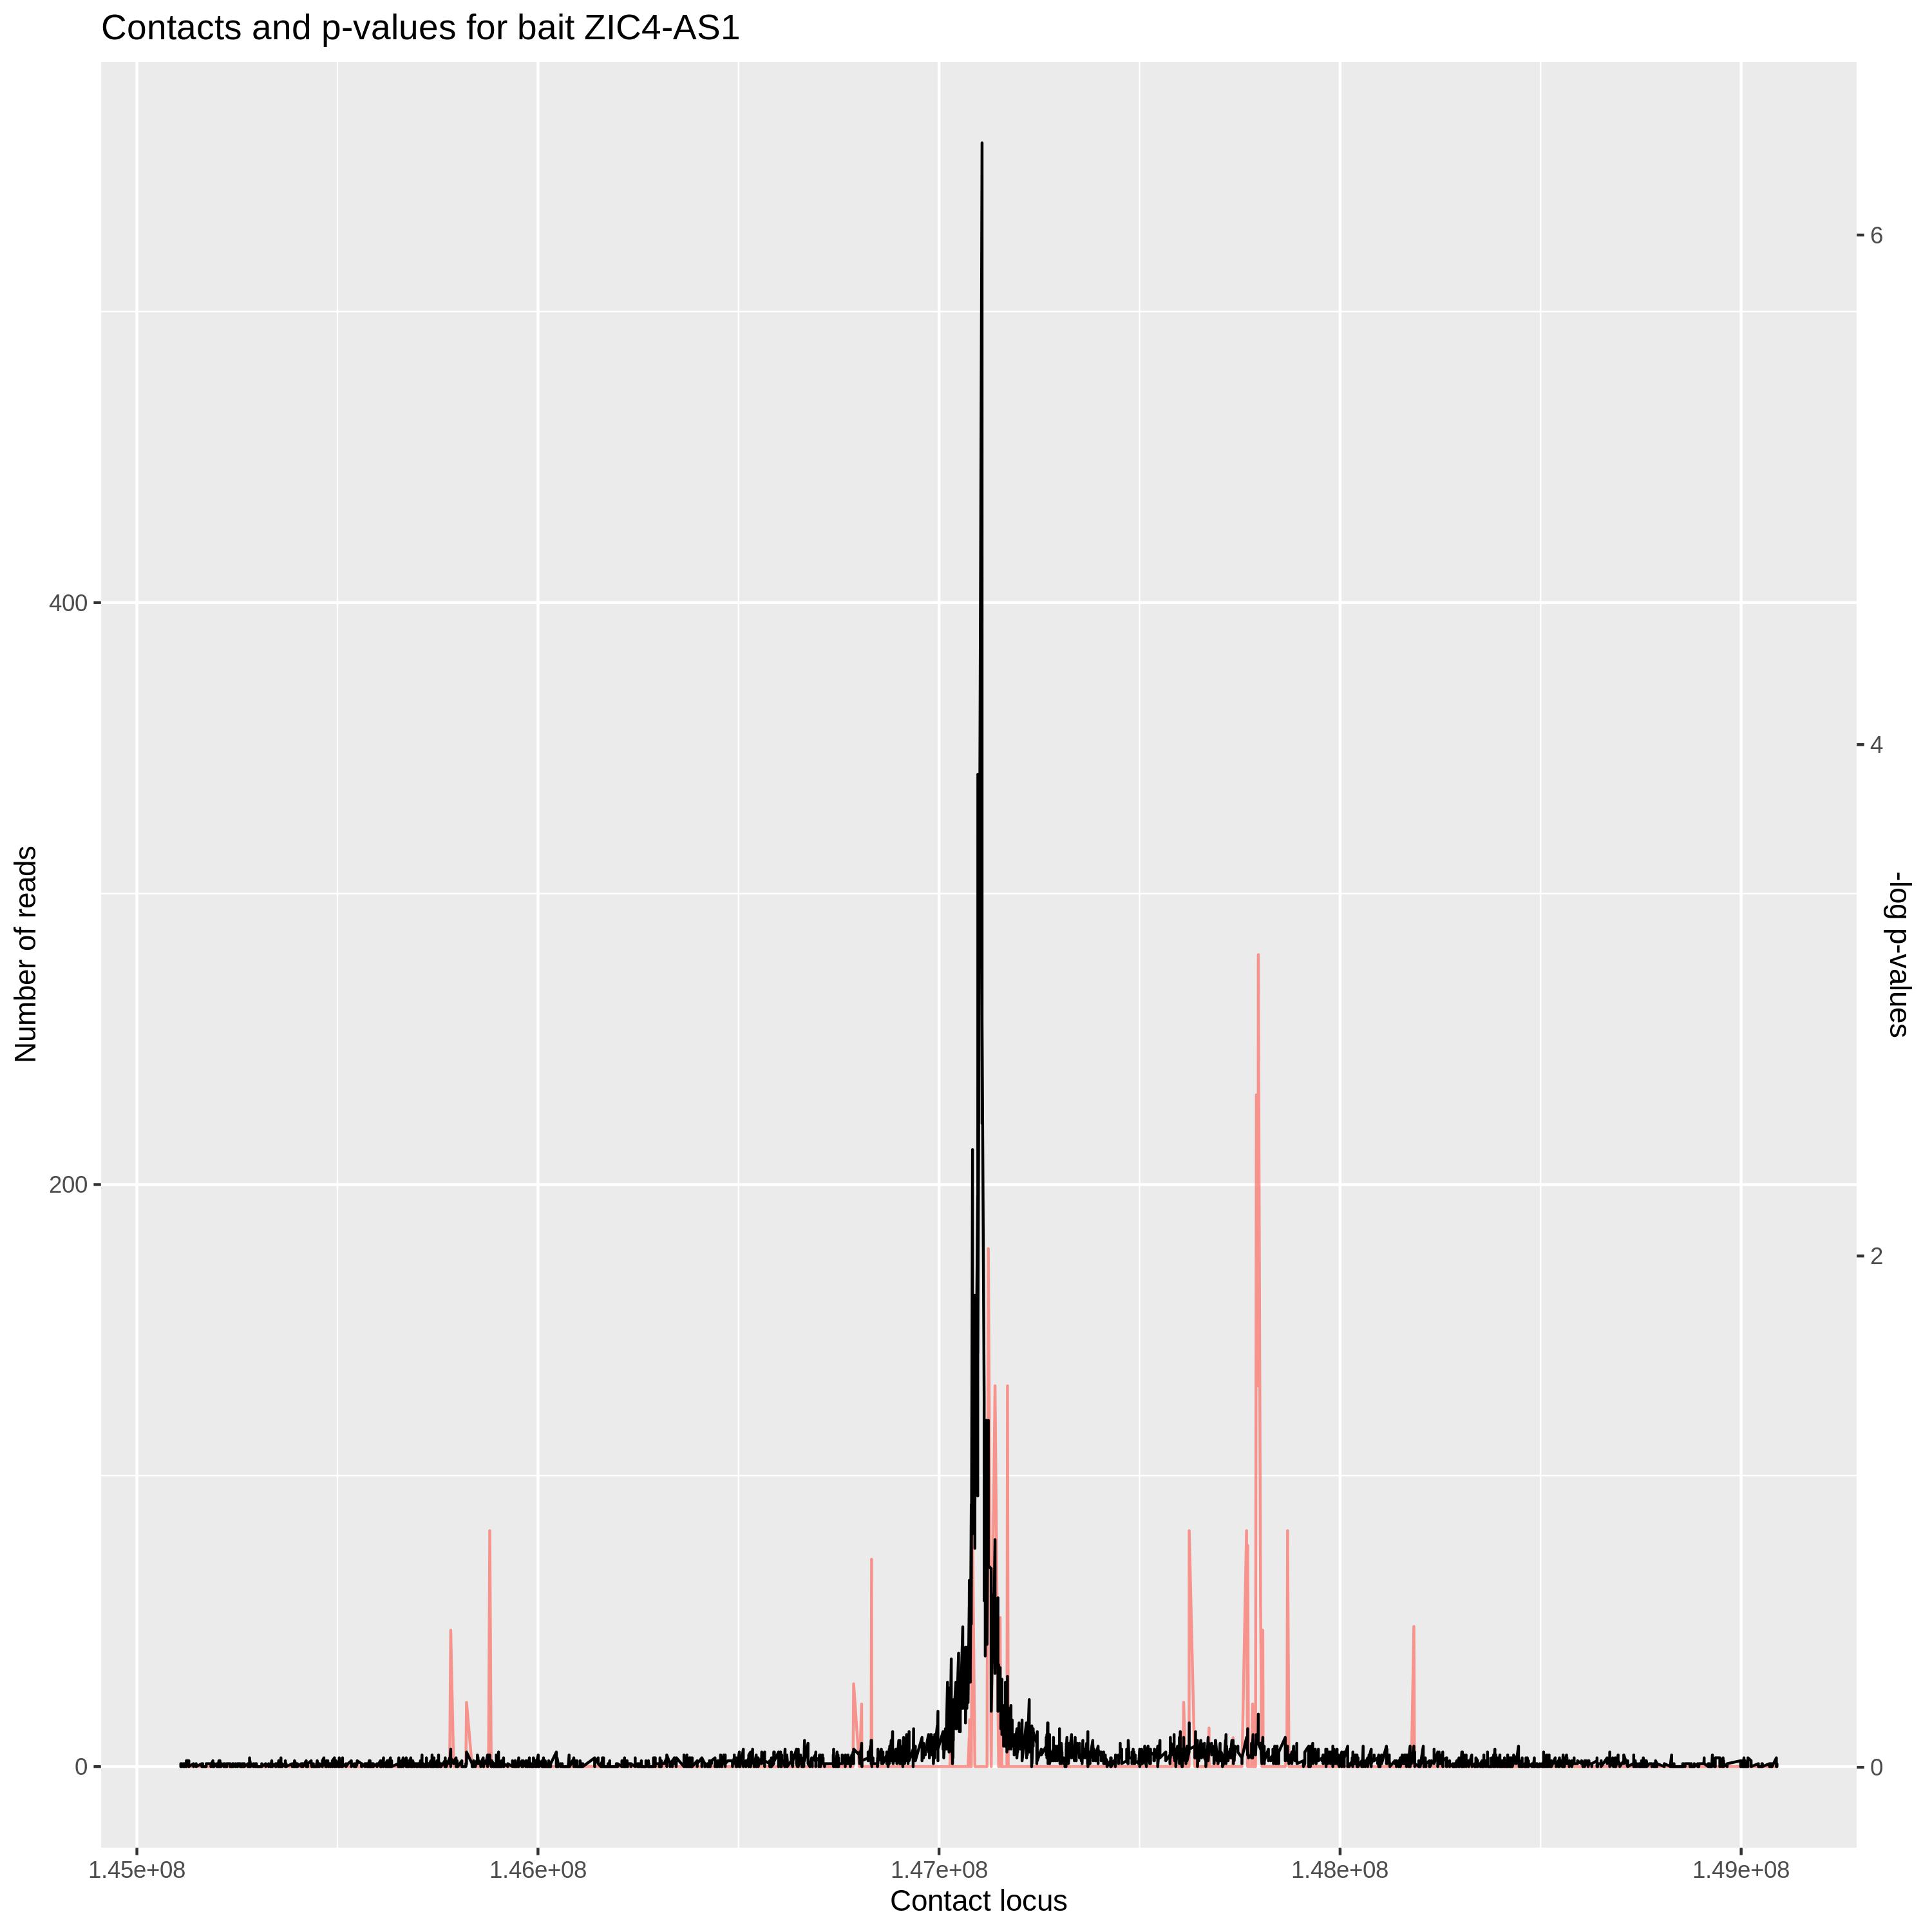 Contacts and p-values for bait ZIC4-AS1
Number of reads
400
200
0
6
4
2
0
-log p-values
1.45e+08
1.46e+08
1.47e+08
1.48e+08
1.49e+08
Contact locus